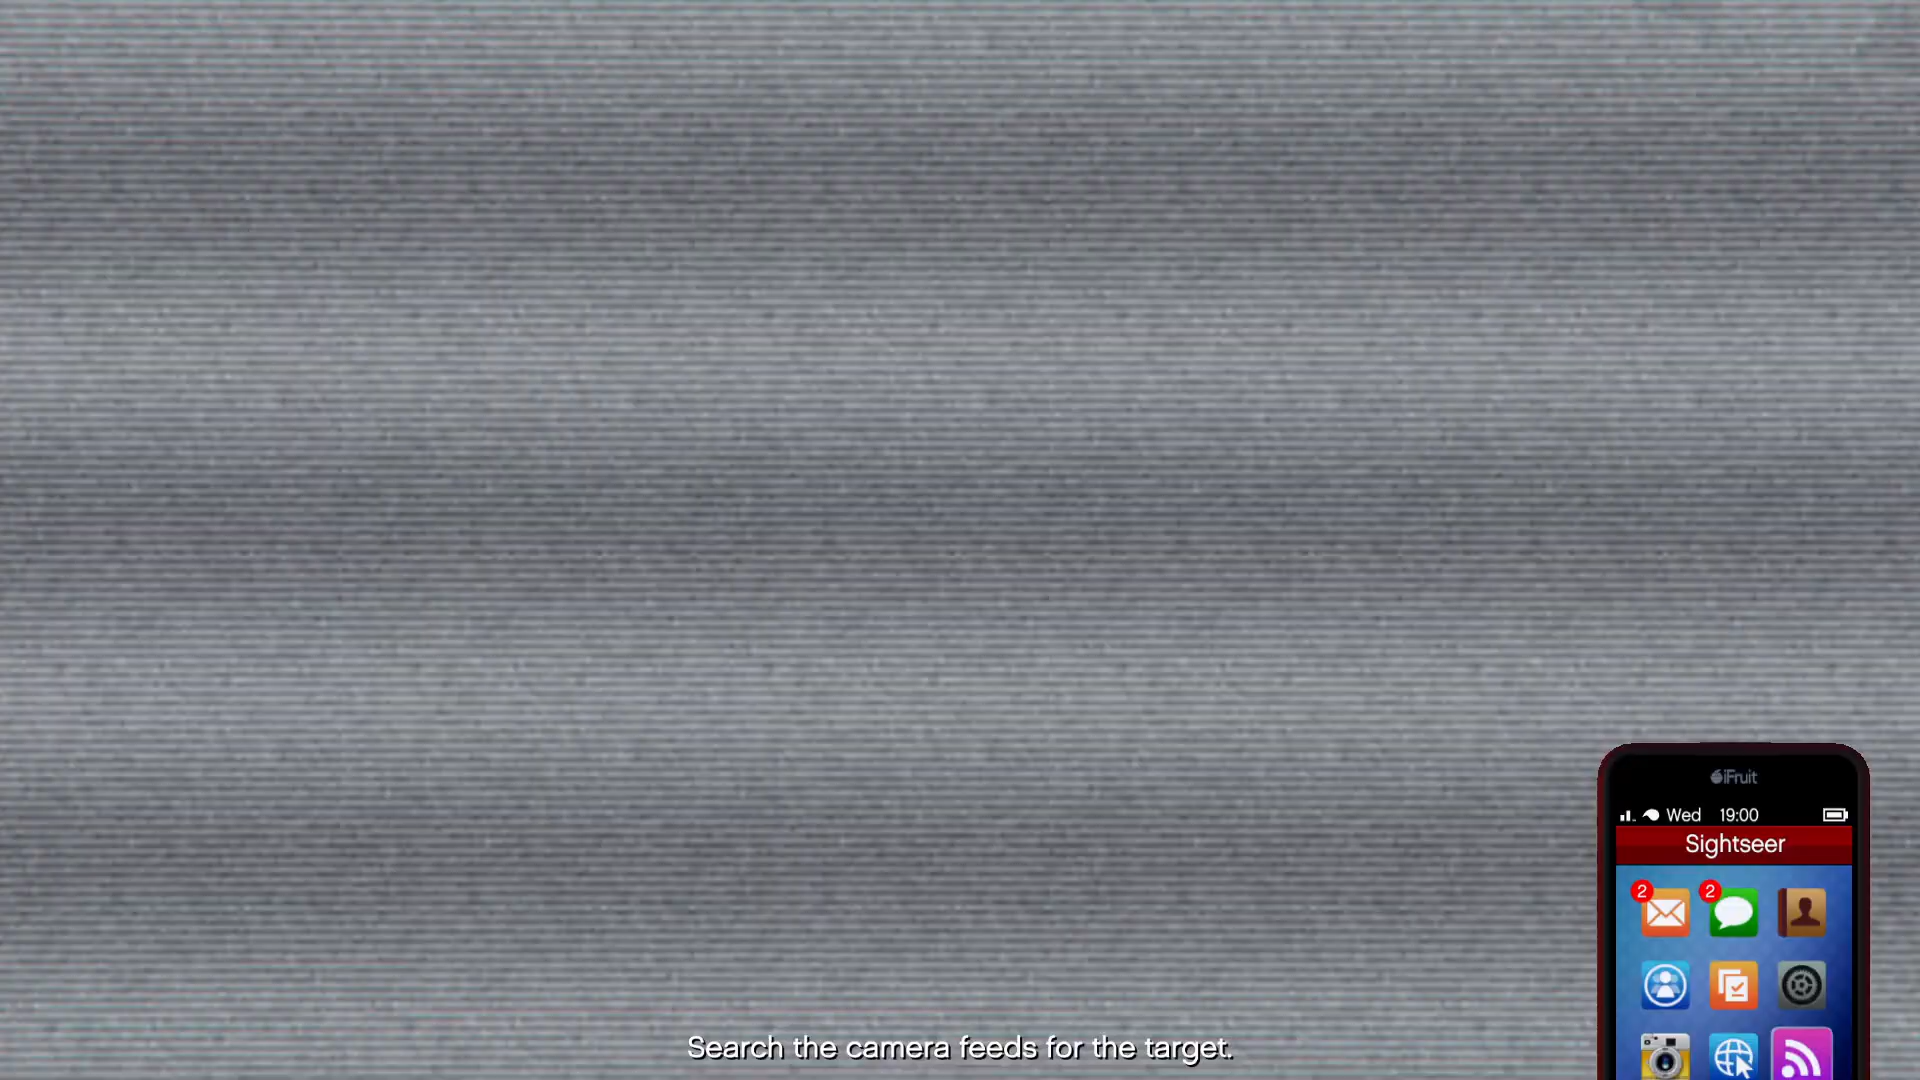 iFruit
Wed 19:00
Sightseer
2 2
Search the camera feeds for the target.